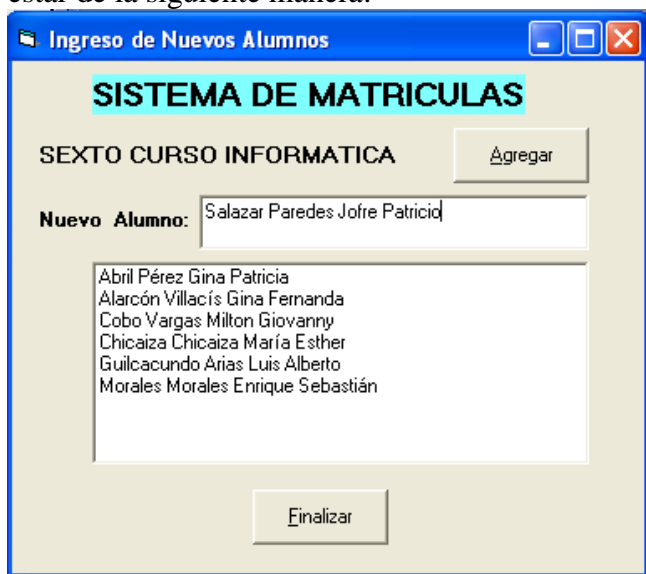 estar de la siguiente manera:
Ingreso de Nuevos Alumnos
SISTEMA DE MATRICULAS
SEXTO CURSO INFORMATICA
Agregar
Nuevo Alumno:
Salazar Paredes Jofre Patricio
Abril Pérez Gina Patricia
Alarcón Villacís Gina Fernanda
Cobo Vargas Milton Giovanny
Chicaiza Chicaiza María Esther
Guilcacundo Arias Luis Alberto
Morales Morales Enrique Sebastián
Finalizar